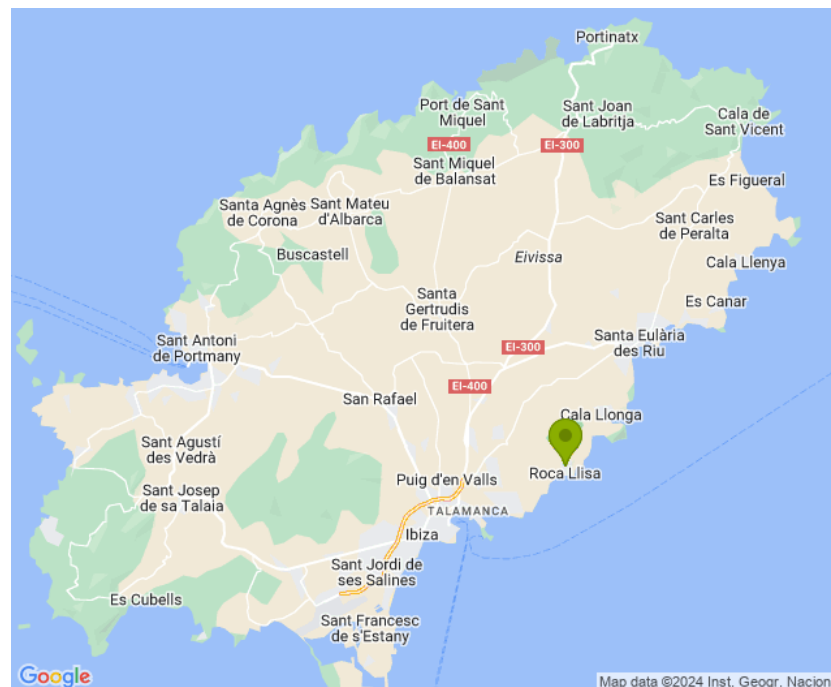 Portinatx
Port de Sant
Miquel
Sant Joan
de Labritja
Cala de
Sant Vicent
EI-400
EI-300
Sant Miquel
de Balansat
Es Figueral
Santa Agnès
de Corona
Sant Mateu
d'Albarca
Sant Carles
de Peralta
Buscastell
Eivissa
Cala Llenya
Santa
Gertrudis
de Fruitera
Es Canar
Sant Antoni
de Portmany
Santa Eulària
des Riu
EI-300
EI-400
San Rafael
Cala Llonga
Sant Agustí
des Vedrà
Roca Llisa
Puig d'en Valls
Sant Josep
de sa Talaia
TALAMANCA
Ibiza
Sant Jordi de
ses Salines
Es Cubells
Sant Francesc
de s'Estany
Google
Map data ©2024 Inst. Geogr. Nacion